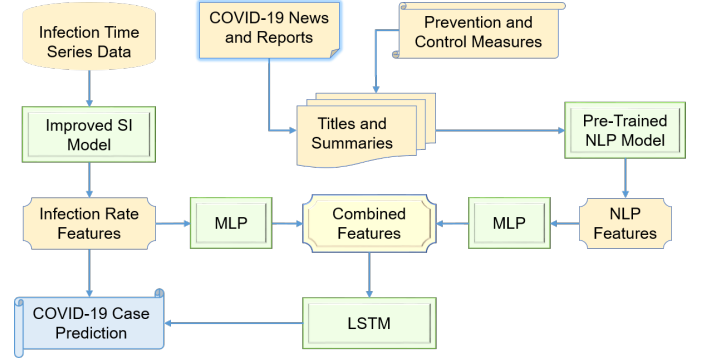 Infection Time
Series Data
COVID-19 News
and Reports
Prevention and
Control Measures
Improved SI
Model
Titles and
Summaries
Pre-Trained
NLP Model
Infection Rate
Features
MLP
Combined
Features
MLP
NLP
Features
COVID-19 Case
Prediction
LSTM